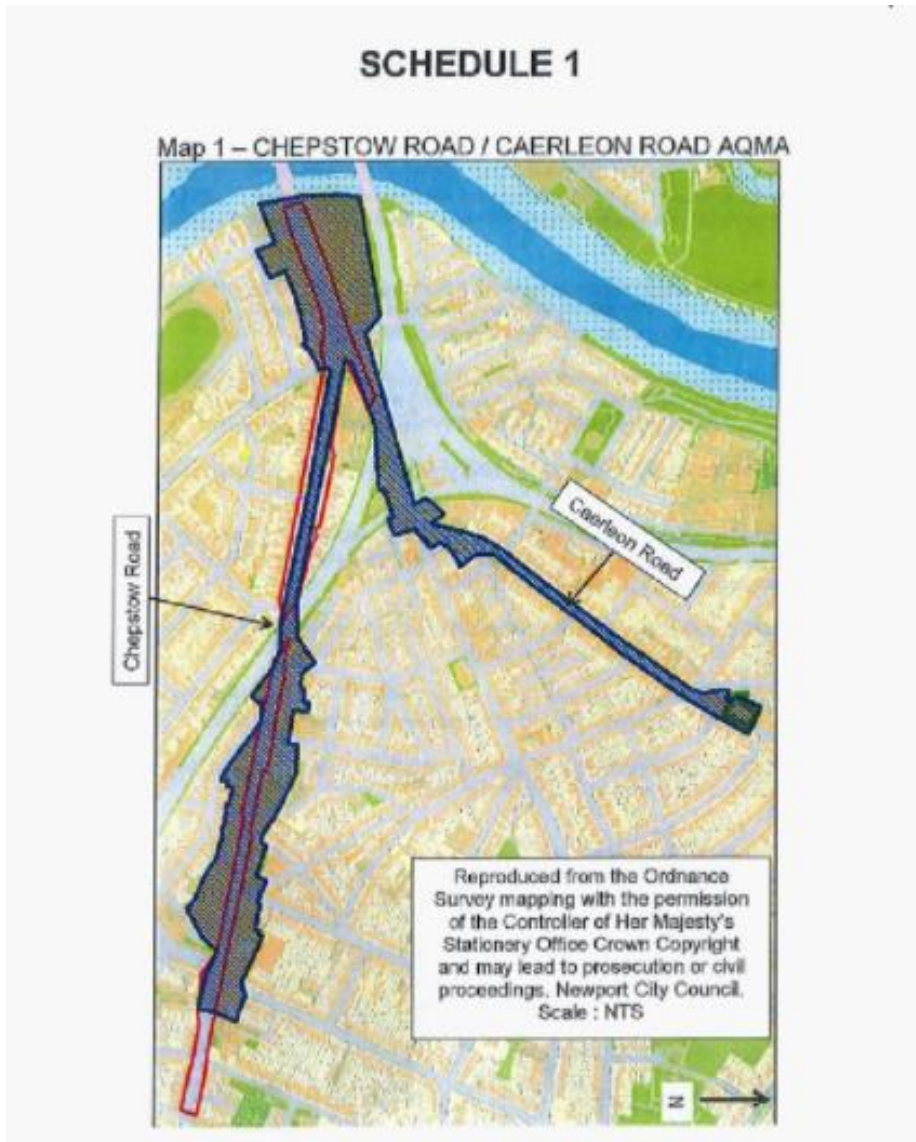 SCHEDULE 1
Map 1 – CHEPSTOW ROAD / CAERLEON ROAD AQMA
Caerleon Road
Chepstow Road
Reproduced from the Ordnance
Survey mapping with the permission
of the Controller of Her Majesty's
Stationery Office Crown Copyright
and may lead to prosecution or civil
proceedings. Newport City Council.
Scale : NTS
N